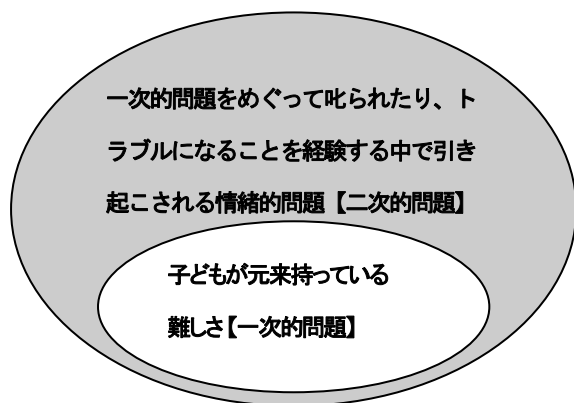 一次的問題をめぐって叱られたり、ト
ラブルになることを経験する中で引き
起こされる情緒的問題【二次的問題】
子どもが元来持っている
難しさ【一次的問題】